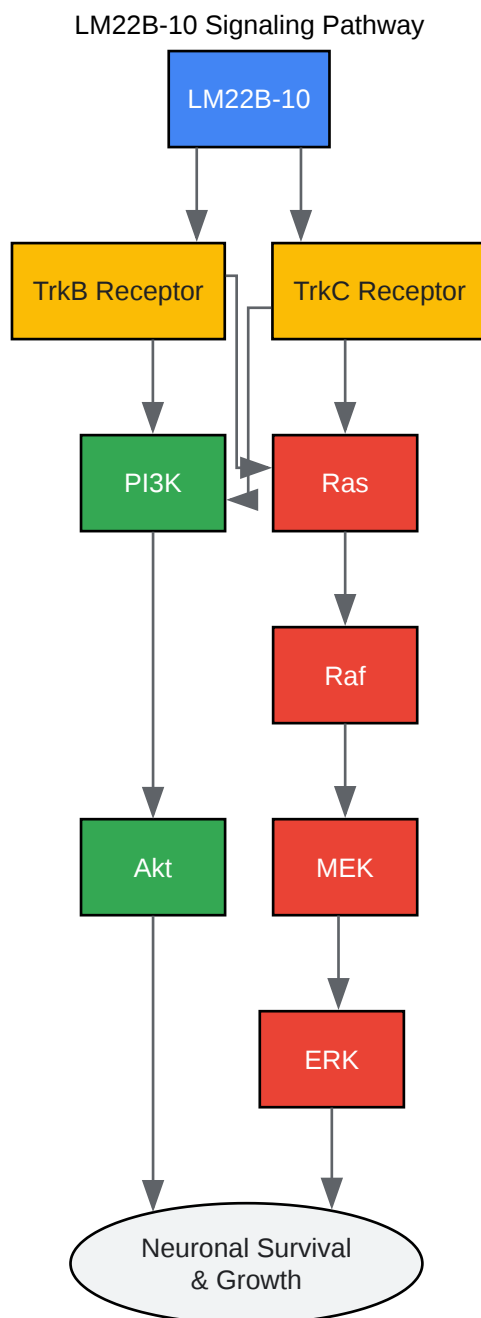 LM22B-10 Signaling Pathway
LM22B-10
TrkB Receptor
TrkC Receptor
PI3K
Ras
Raf
Akt
MEK
ERK
Neuronal Survival
& Growth